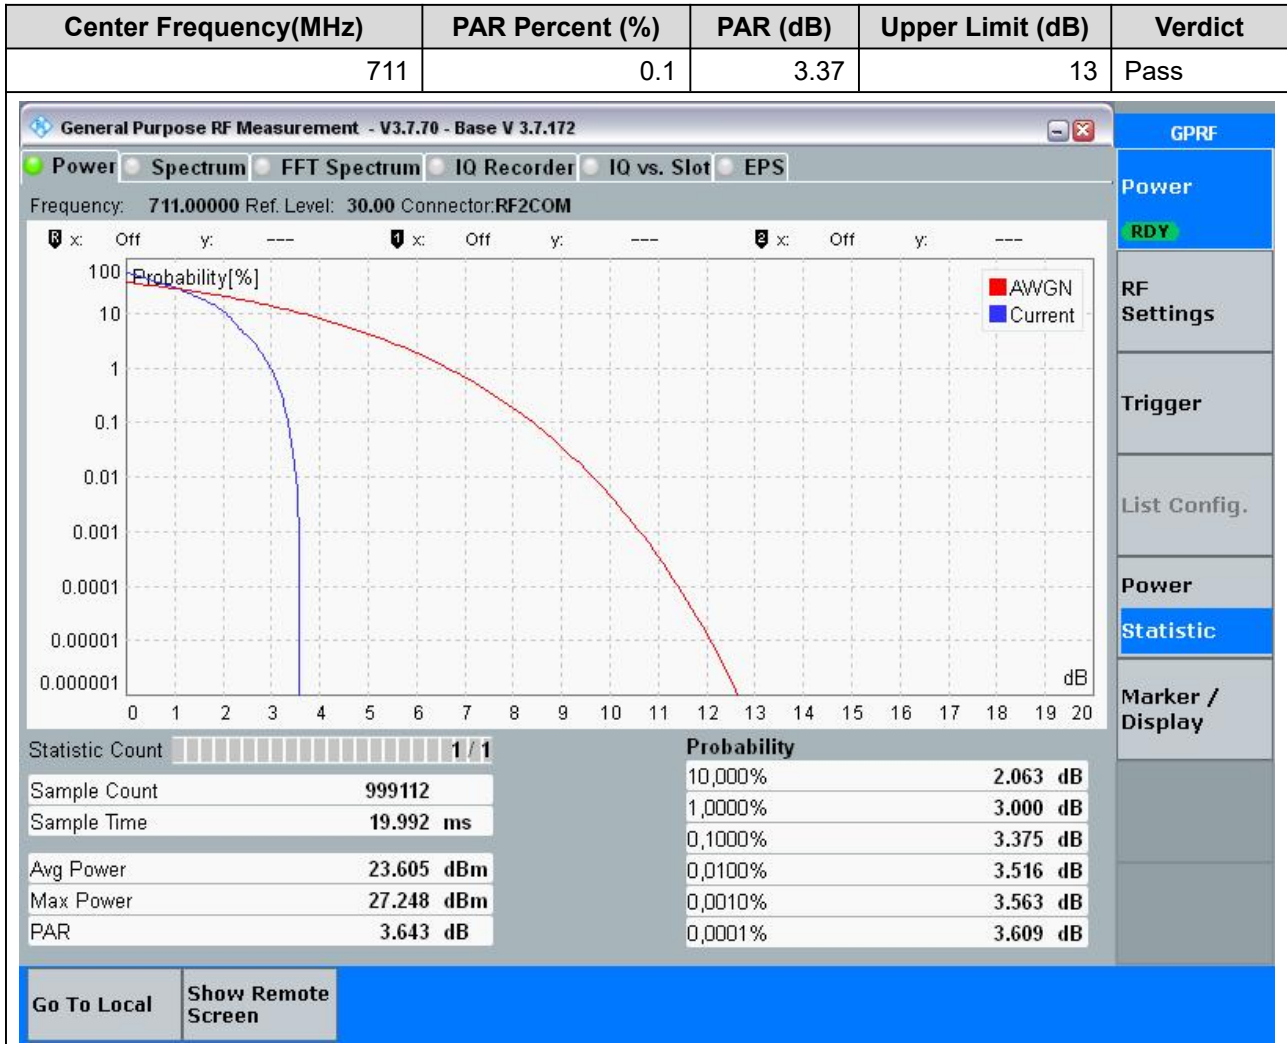 Center Frequency(MHz) PAR Percent (%) PAR (dB) Upper Limit (dB) Verdict
711 0.1 3.37 13 Pass
General Purpose RF Measurement - V3.7.70 - Base V 3.7.172
GPRF
Power Spectrum FFT Spectrum IQ Recorder IQ vs. Slot EPS
Power
RDY
Frequency: 711.00000 Ref. Level: 30.00 Connector:RF2COM
R x: Off y: --- 1 x: Off y: --- 2 x: Off y: ---
Probability[%]
AWGN
Current
100
10
1
0.1
0.01
0.001
0.0001
0.00001
0.000001
dB
0 1 2 3 4 5 6 7 8 9 10 11 12 13 14 15 16 17 18 19 20
RF
Settings
Trigger
List Config.
Power
Statistic
Marker /
Display
Statistic Count 1 / 1
Sample Count 999112
Sample Time 19.992 ms
Avg Power 23.605 dBm
Max Power 27.248 dBm
PAR 3.643 dB
Probability
10,000% 2.063 dB
1,0000% 3.000 dB
0,1000% 3.375 dB
0,0100% 3.516 dB
0,0010% 3.563 dB
0,0001% 3.609 dB
Go To Local
Show Remote
Screen